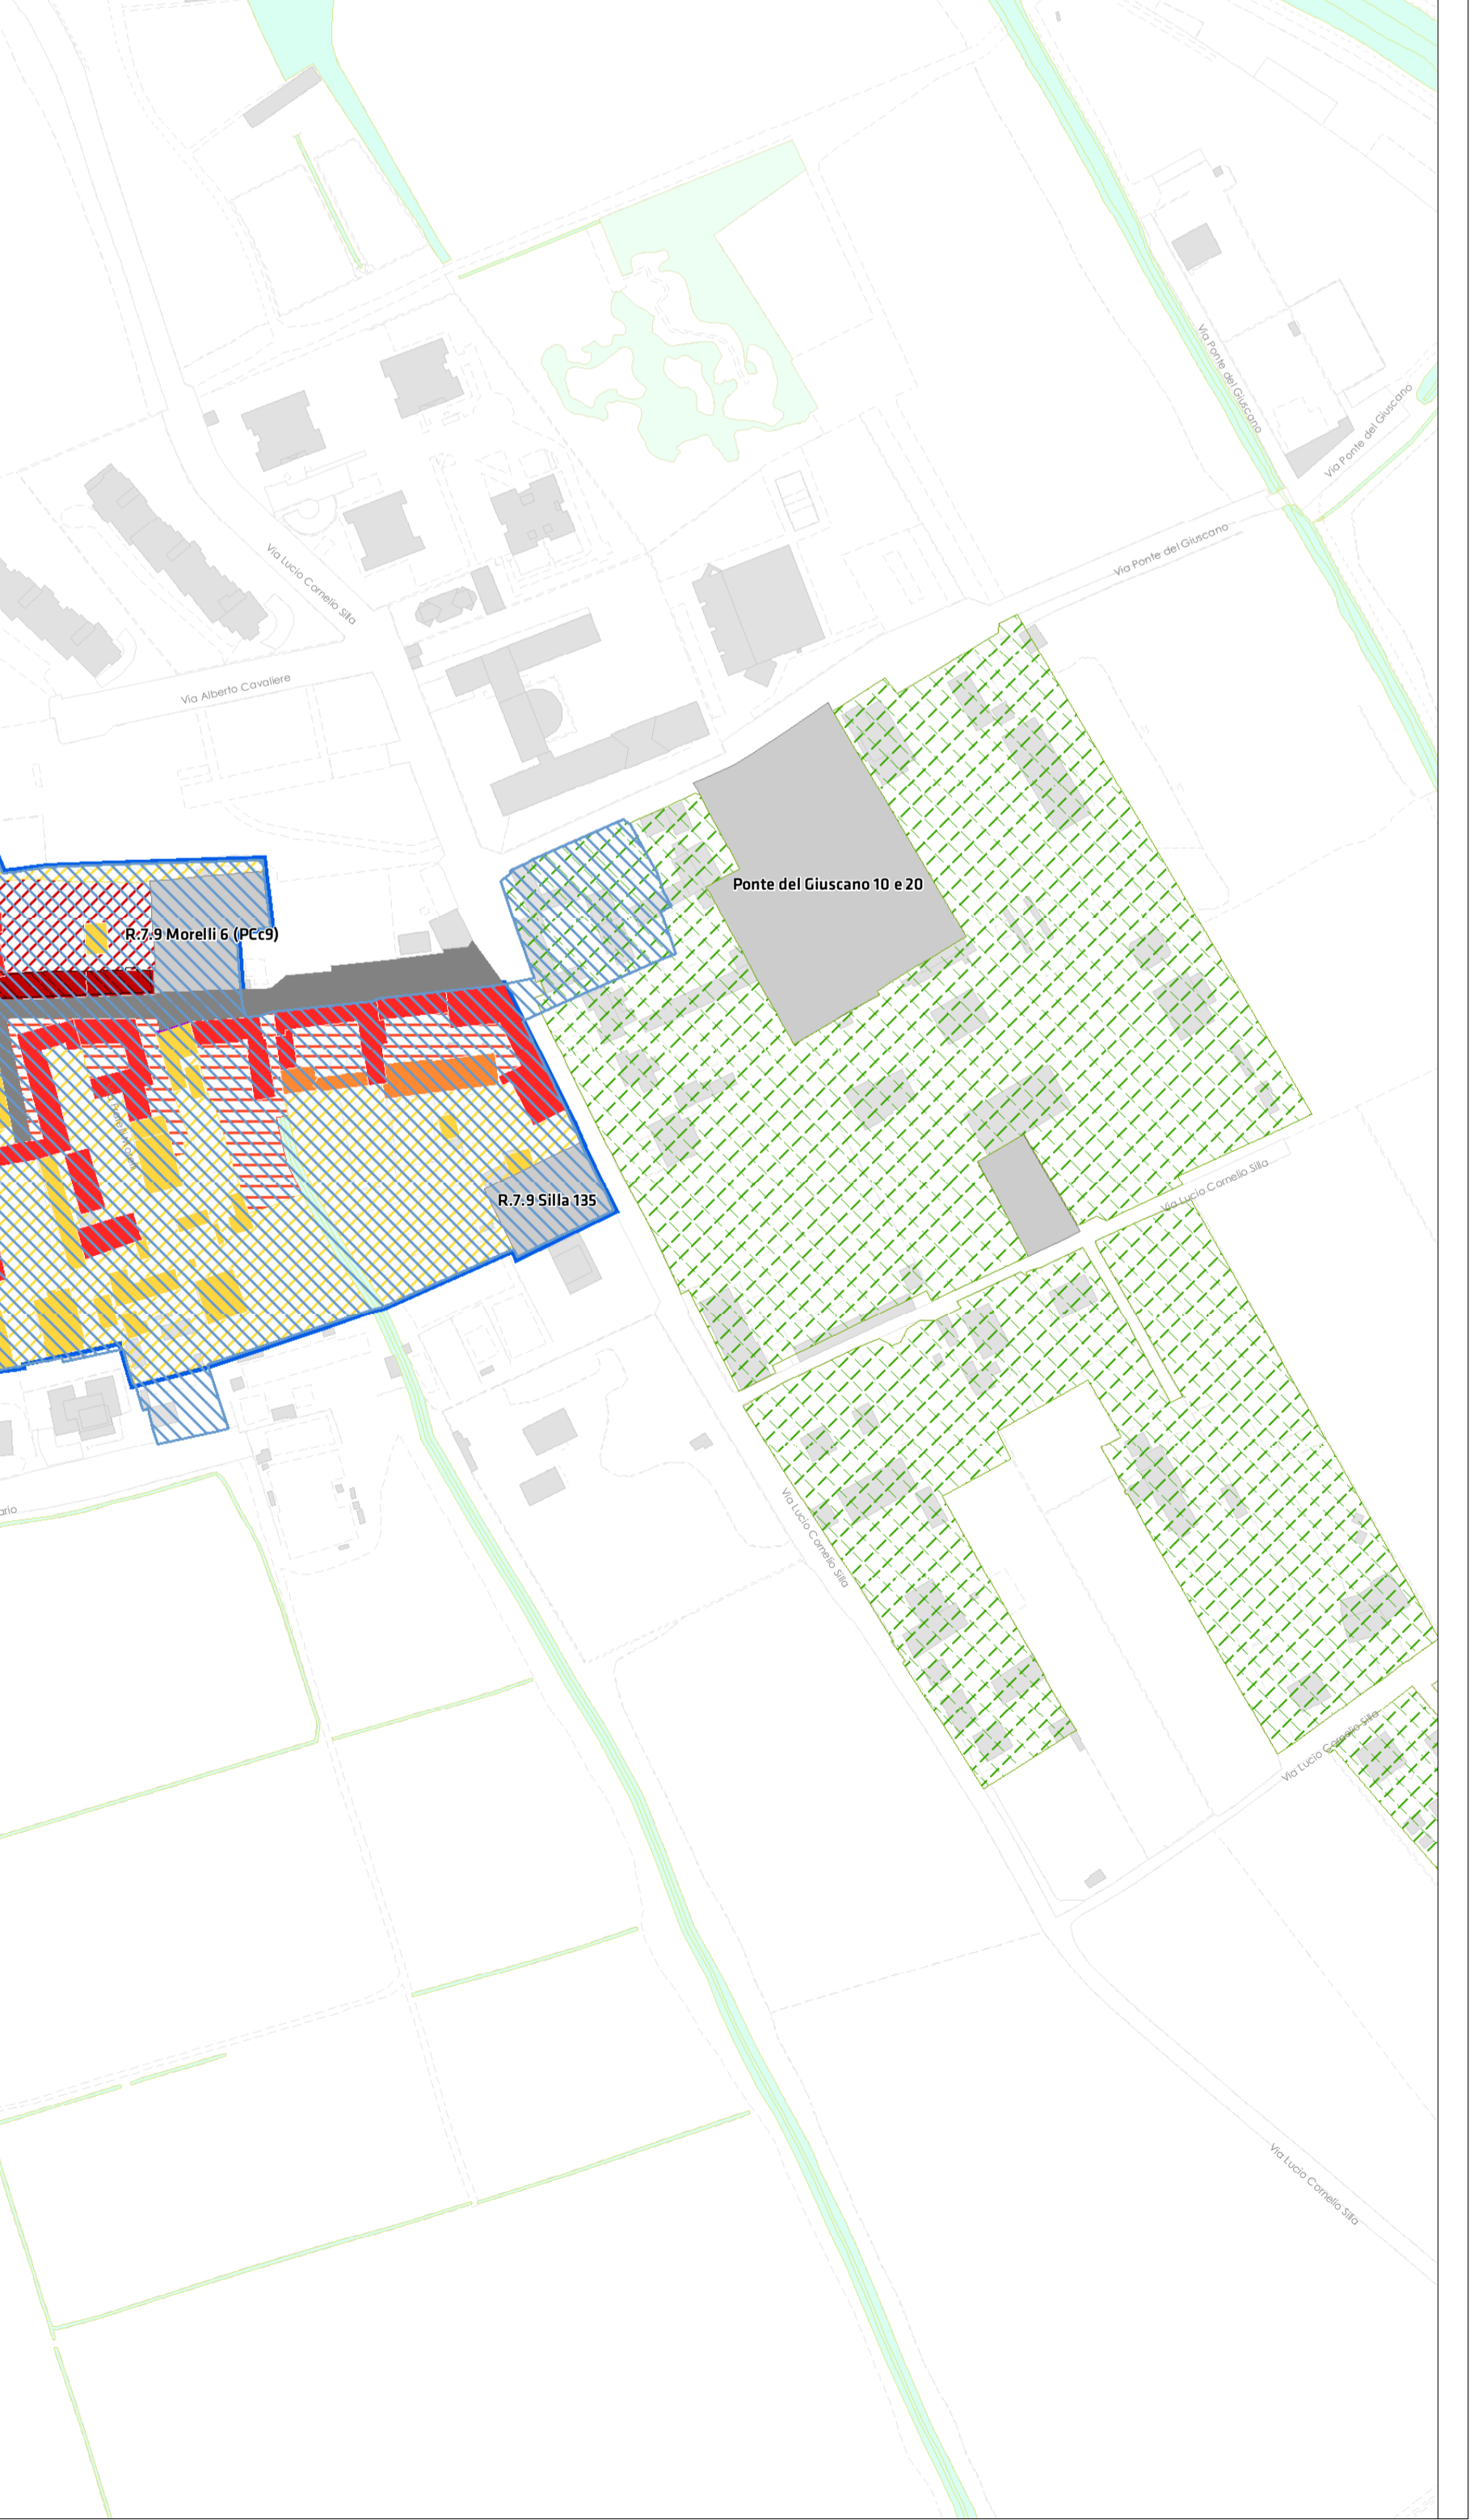 Via Ponte del Giuscano
Via Ponte del Giuscano
Via Ponte del Giuscano
Via Lucio Cornelio Silla
Via Alberto Cavaliere
Ponte del Giuscano 10 e 20
R.7.9 Morelli 6 (PCc9)
Via Lucio Cornelio Silla
R.7.9 Silla 135
Via Lucio Cornelio Silla
ario
Via Lucio Cornelio Silla
Via Lucio Cornelio Silla